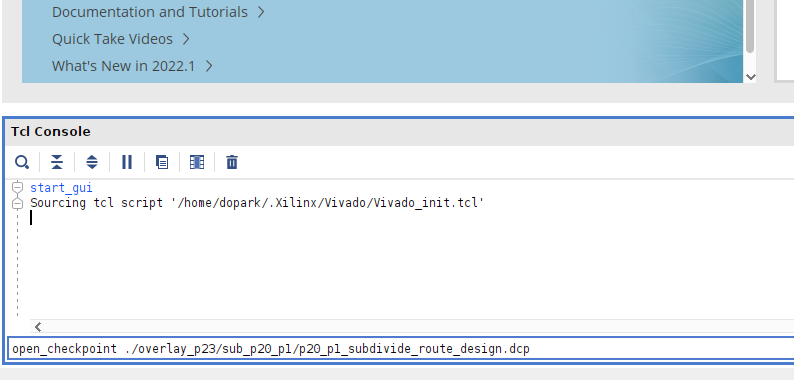 Documentation and Tutorials
Quick Take Videos
What's New in 2022.1
Tcl Console
start_gui
Sourcing tcl script '/home/dopark/.Xilinx/Vivado/Vivado_init.tcl'
open_checkpoint ./overlay_p23/sub_p20_p1/p20_p1_subdivide_route_design.dcp